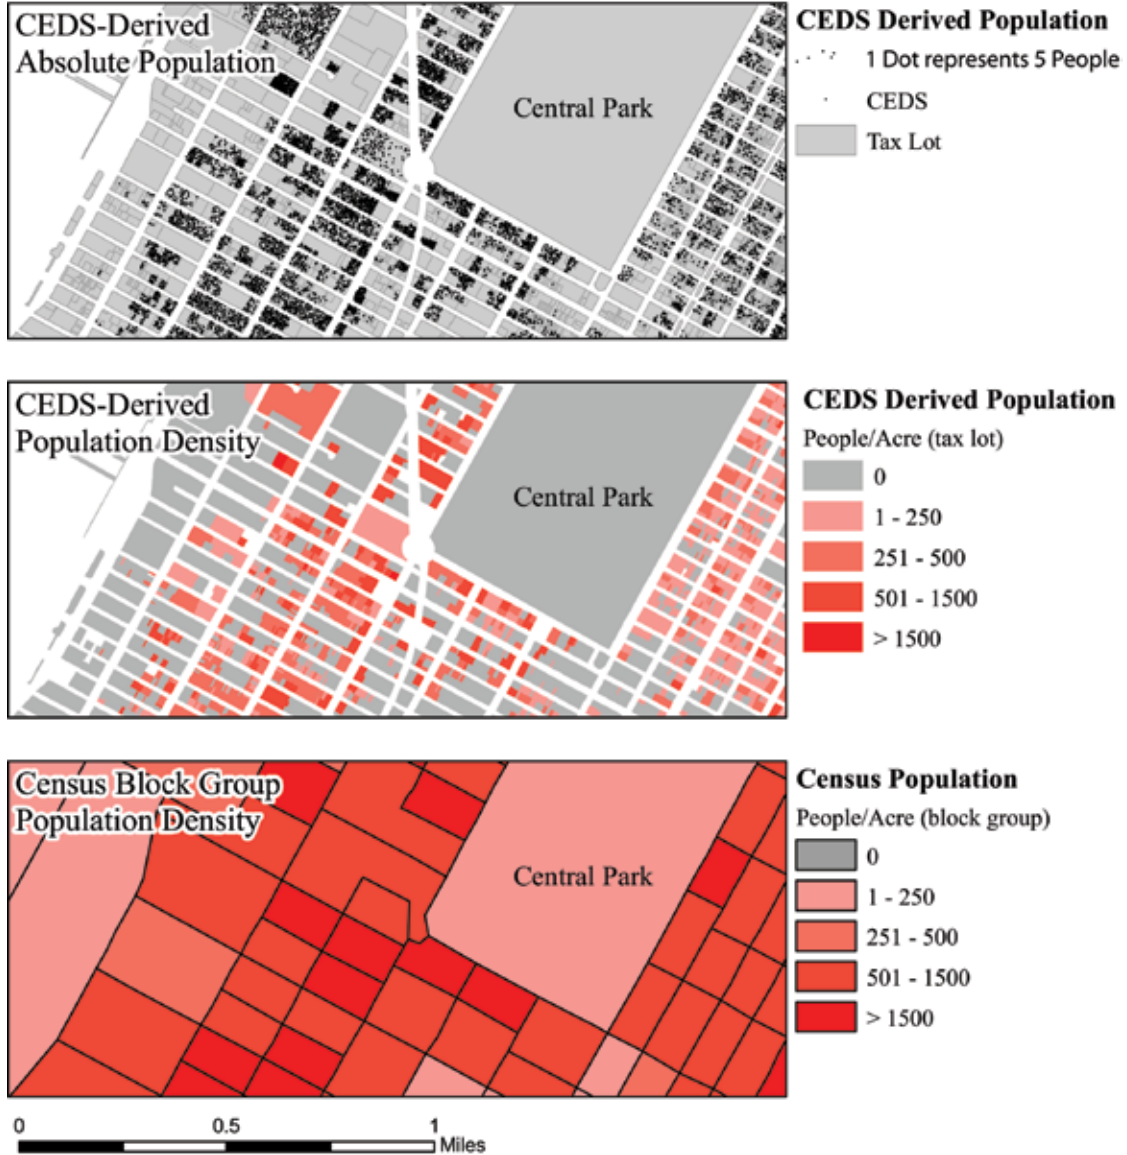 CEDS-Derived
Absolute Population
Central Park
CEDS Derived Population
1 Dot represents 5 People
CEDS
Tax Lot
CEDS-Derived
Population Density
Central Park
CEDS Derived Population
People/Acre (tax lot)
0
1 - 250
251 - 500
501 - 1500
> 1500
Census Block Group
Population Density
Central Park
Census Population
People/Acre (block group)
0
1 - 250
251 - 500
501 - 1500
> 1500
0 0.5 1
Miles